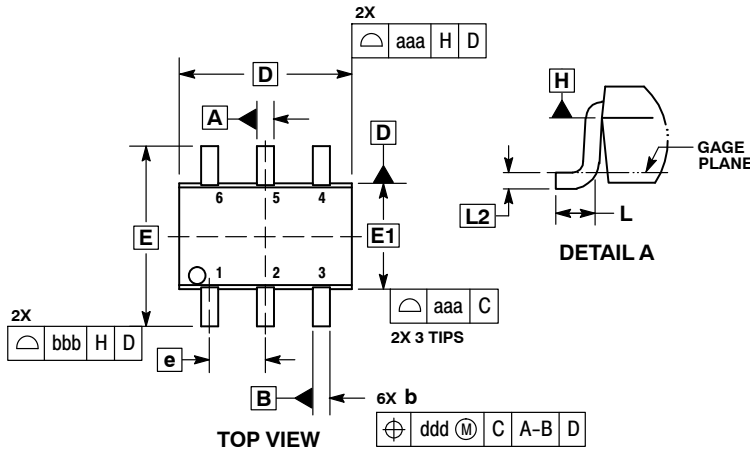 2X
⌓ aaa H D
D
A
D
H
GAGE PLANE
6 5 4
E
E1
L2
L
DETAIL A
1 2 3
⌓ aaa C
2X 3 TIPS
2X
⌓ bbb H D
e
B
6X b
⌖ ddd Ⓜ C A-B D
TOP VIEW